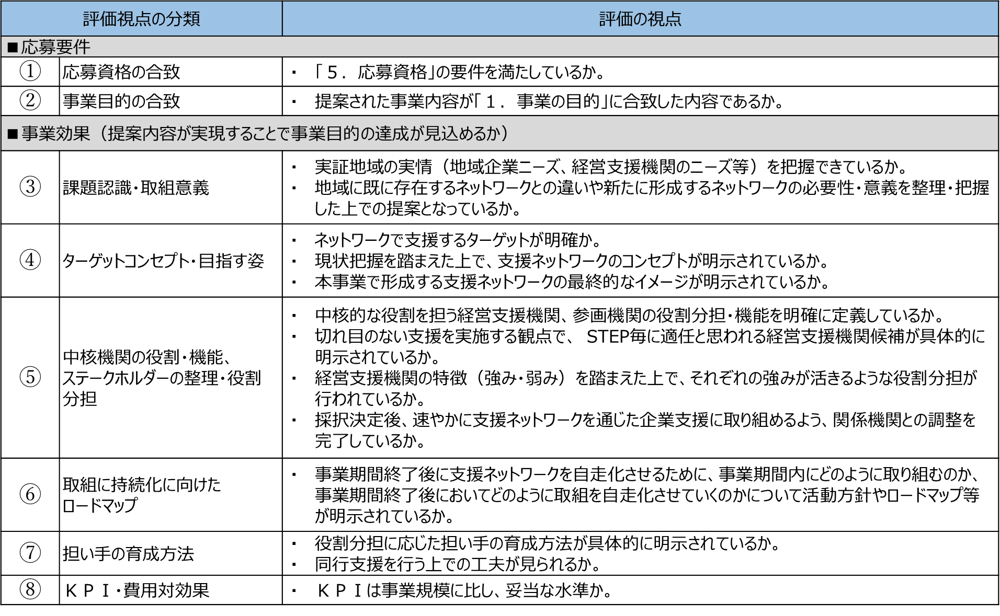 評価視点の分類
評価の視点
■応募要件
①
応募資格の合致
・ 「５．応募資格」の要件を満たしているか。
②
事業目的の合致
・ 提案された事業内容が「１．事業の目的」に合致した内容であるか。
■事業効果（提案内容が実現することで事業目的の達成が見込めるか）
③
課題認識・取組意義
・ 実証地域の実情（地域企業ニーズ、経営支援機関のニーズ等）を把握できているか。
・ 地域に既に存在するネットワークとの違いや新たに形成するネットワークの必要性・意義を整理・把握
した上での提案となっているか。
④
ターゲットコンセプト・目指す姿
・ ネットワークで支援するターゲットが明確か。
・ 現状把握を踏まえた上で、支援ネットワークのコンセプトが明示されているか。
・ 本事業で形成する支援ネットワークの最終的なイメージが明示されているか。
⑤
中核機関の役割・機能、
ステークホルダーの整理・役割
分担
・ 中核的な役割を担う経営支援機関、参画機関の役割分担・機能を明確に定義しているか。
・ 切れ目のない支援を実施する観点で、 STEP毎に適任と思われる経営支援機関候補が具体的に
明示されているか。
・ 経営支援機関の特徴（強み・弱み）を踏まえた上で、それぞれの強みが活きるような役割分担が
行われているか。
・ 採択決定後、速やかに支援ネットワークを通じた企業支援に取り組めるよう、関係機関との調整を
完了しているか。
⑥
取組に持続化に向けた
ロードマップ
・ 事業期間終了後に支援ネットワークを自走化させるために、事業期間内にどのように取り組むのか、
事業期間終了後においてどのように取組を自走化させていくのかについて活動方針やロードマップ等
が明示されているか。
⑦
担い手の育成方法
・ 役割分担に応じた担い手の育成方法が具体的に明示されているか。
・ 同行支援を行う上での工夫が見られるか。
⑧
ＫＰＩ・費用対効果
・ ＫＰＩは事業規模に比し、妥当な水準か。